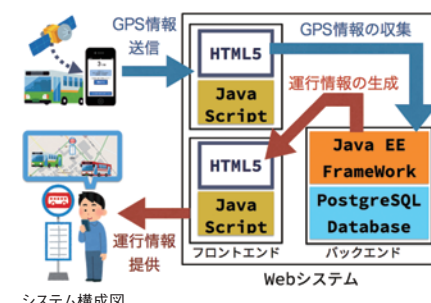 GPS情報
送信
GPS情報の収集
HTML5
Java
Script
運行情報の生成
HTML5
Java
Script
Java EE
FrameWork
PostgreSQL
Database
運行情報
提供
フロントエンド
バックエンド
Webシステム
システム構成図